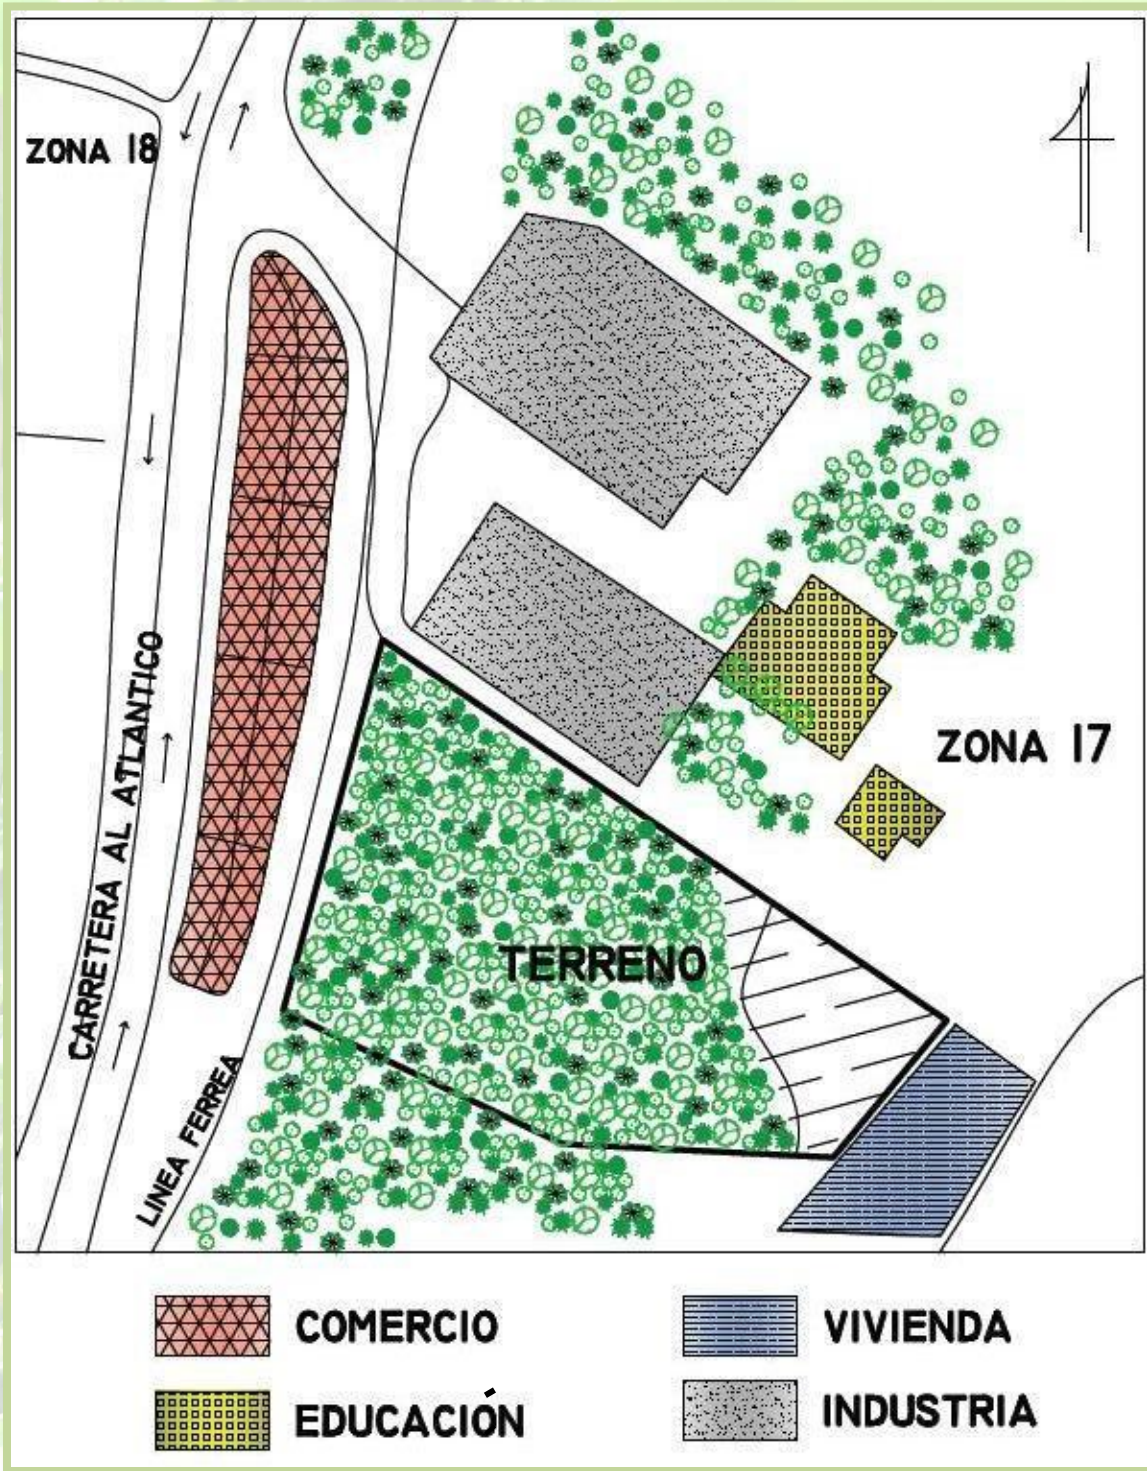 ZONA 18
ZONA 17
CARRETERA AL ATLANTICO
TERRENO
LINEA FERREA
COMERCIO
VIVIENDA
EDUCACIÓN
INDUSTRIA